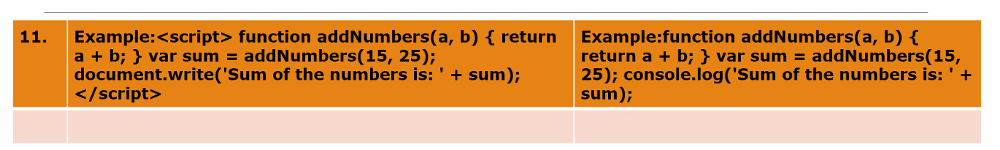 11.
Example:<script> function addNumbers(a, b) { return
a + b; } var sum = addNumbers(15, 25);
document.write('Sum of the numbers is: ' + sum);
</script>
Example:function addNumbers(a, b) {
return a + b; } var sum = addNumbers(15,
25); console.log('Sum of the numbers is: ' +
sum);